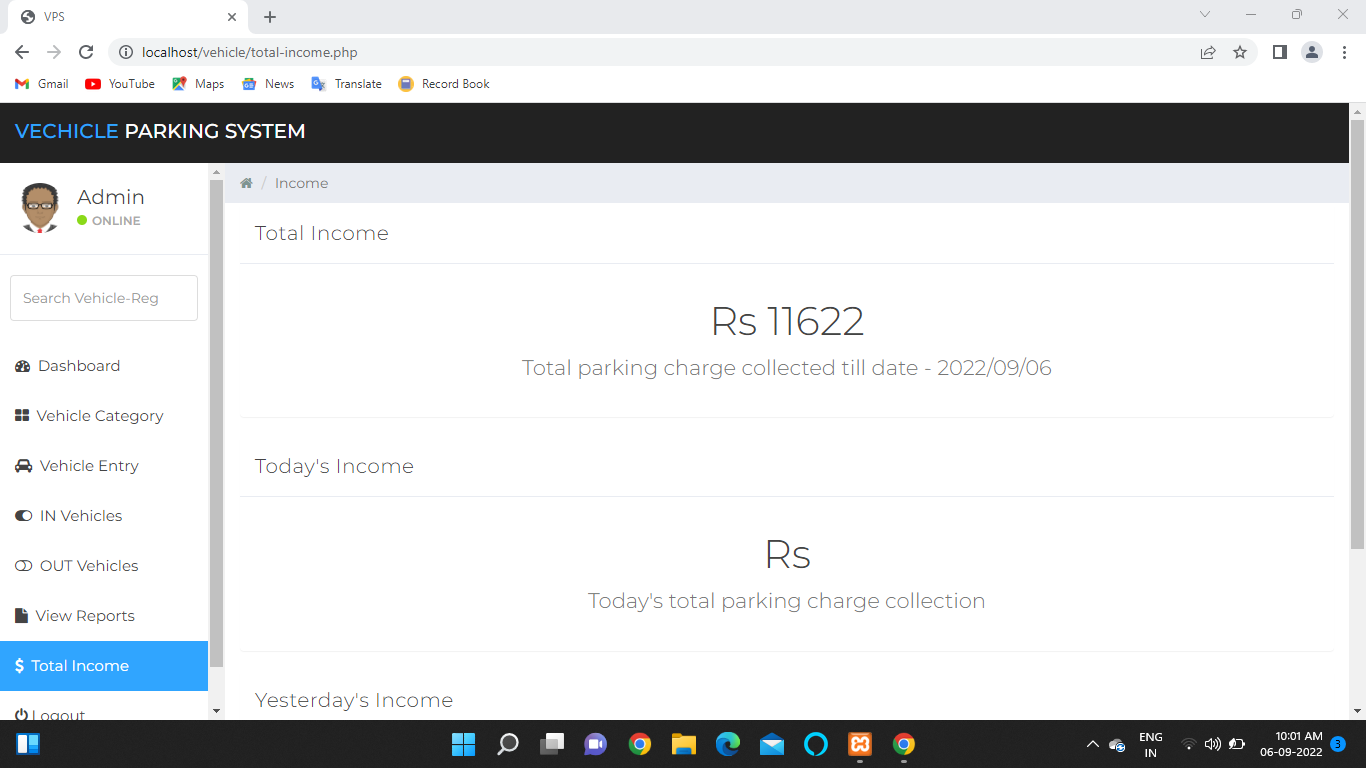 VPS
localhost/vehicle/total-income.php
Gmail YouTube Maps News Translate Record Book
VECHICLE PARKING SYSTEM
Admin
ONLINE
Search Vehicle-Reg
Dashboard
Vehicle Category
Vehicle Entry
IN Vehicles
OUT Vehicles
View Reports
$ Total Income
Logout
/ Income
Total Income
Rs 11622
Total parking charge collected till date - 2022/09/06
Today's Income
Rs
Today's total parking charge collection
Yesterday's Income
ENG
IN
10:01 AM
06-09-2022
3